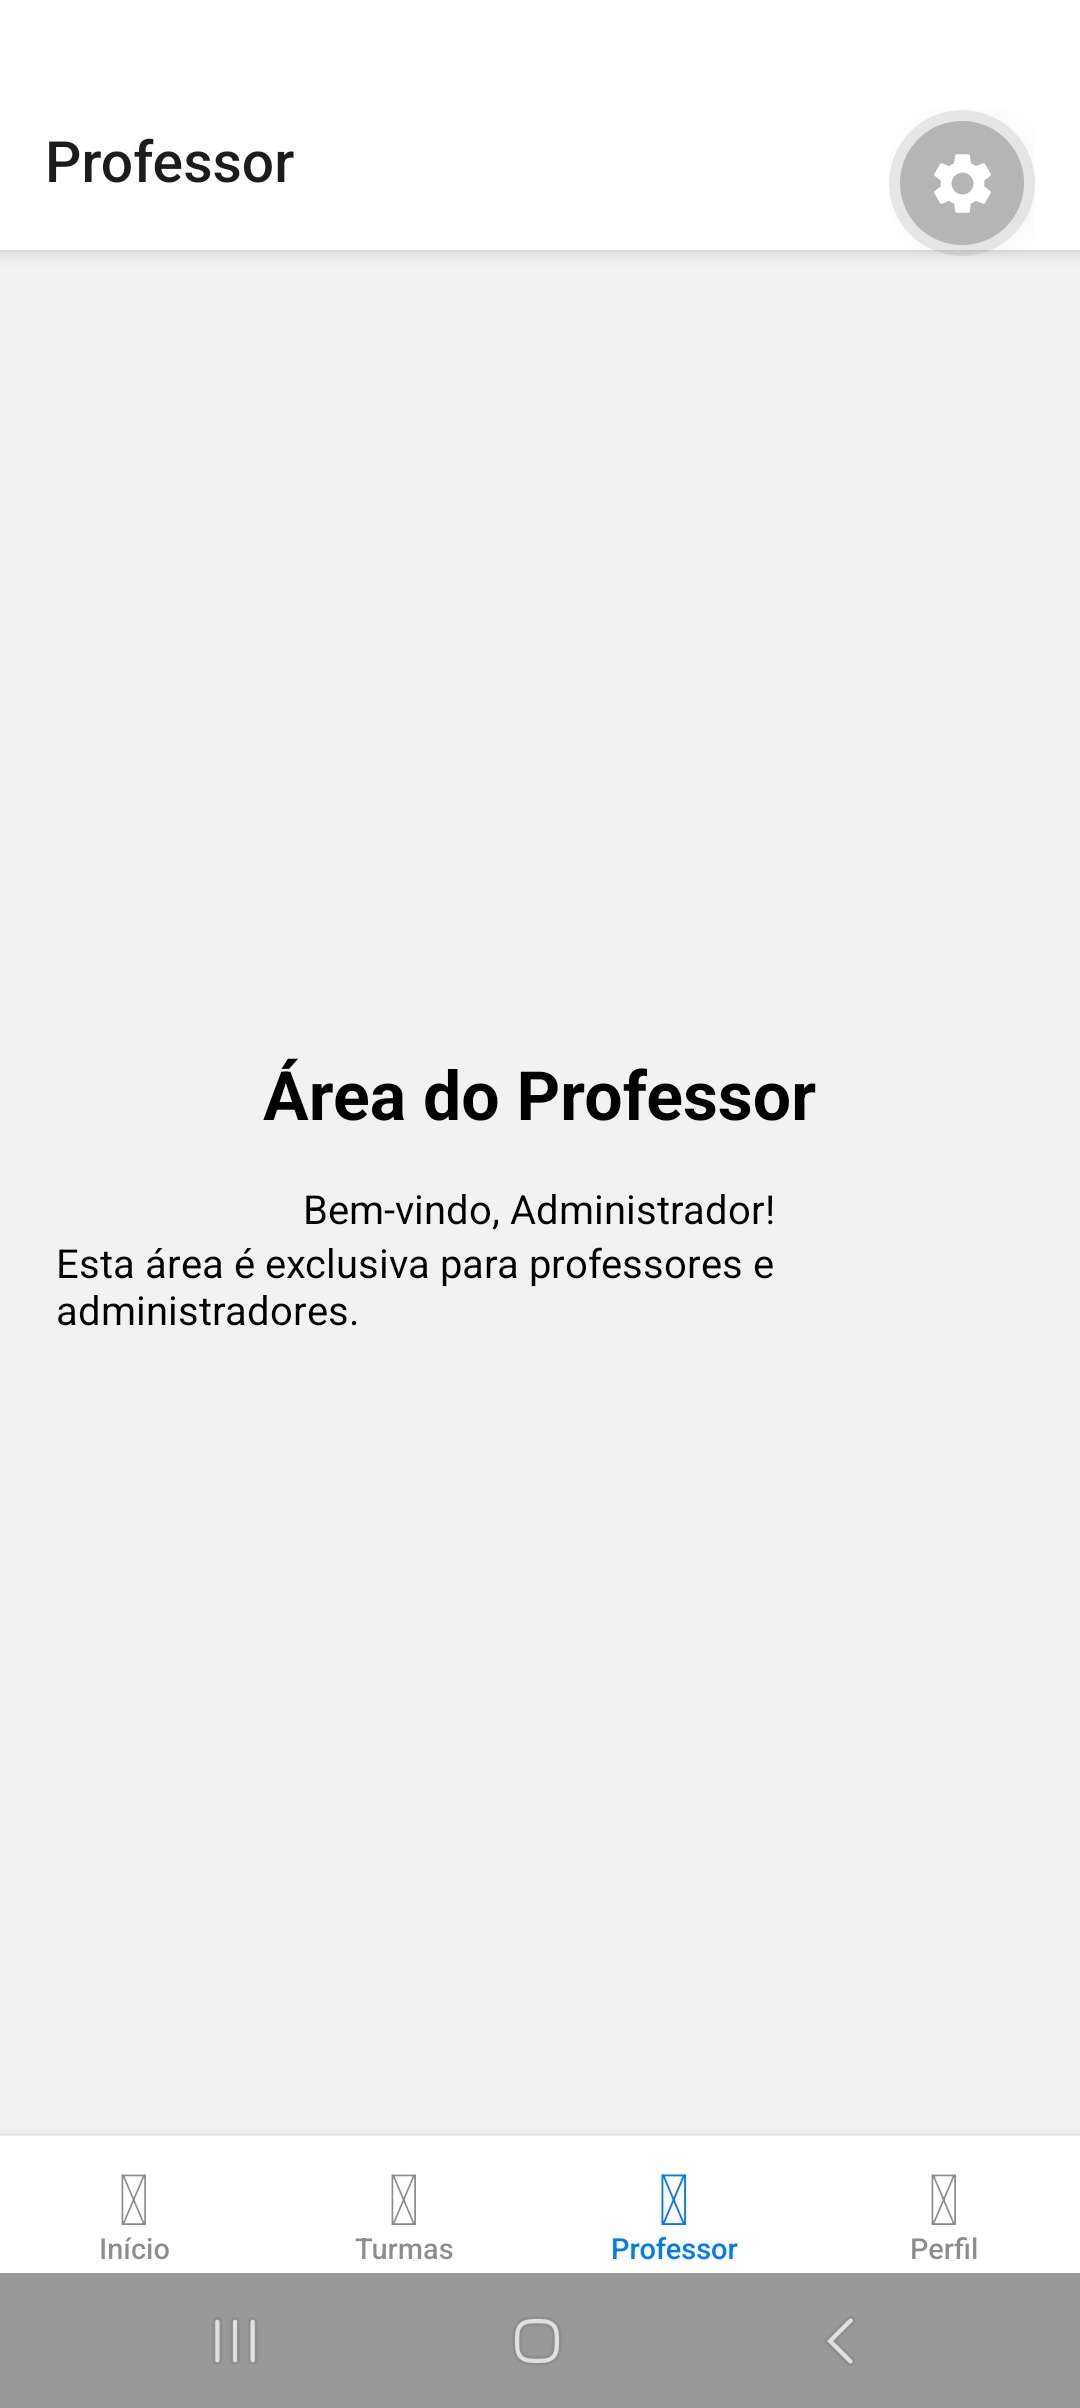 Professor
Área do Professor
Bem-vindo, Administrador!
Esta área é exclusiva para professores e
administradores.
Início
Turmas
Professor
Perfil